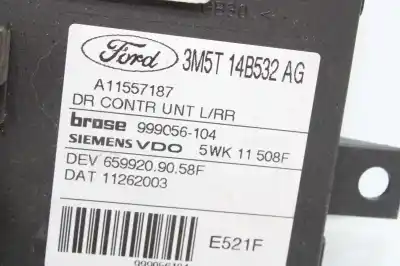 Ford 3M5T 14B532 AG
A11557187
DR CONTR UNT L/RR
brose 999056-104
SIEMENS VDO 5WK 11 508F
DEV 659920.90.58F
DAT 11262003
E521F